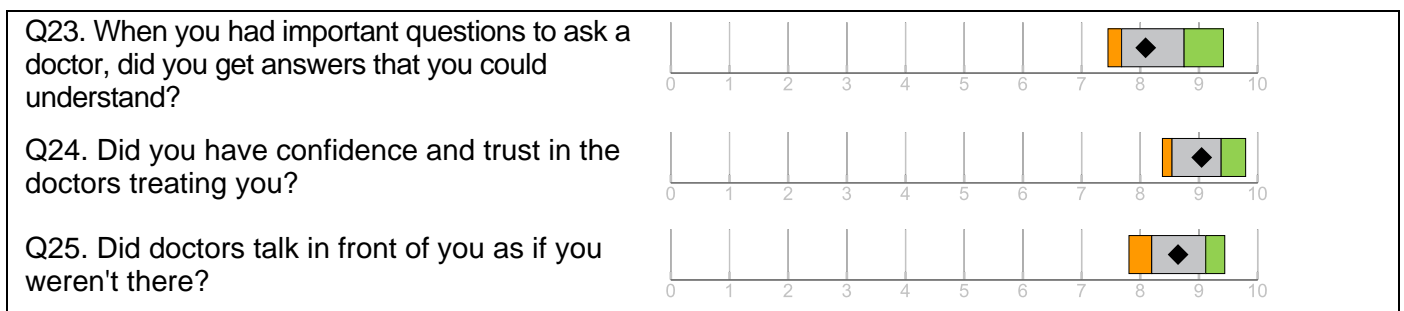 Q23. When you had important questions to ask a
doctor, did you get answers that you could
understand?
0 1 2 3 4 5 6 7 8 9 10
Q24. Did you have confidence and trust in the
doctors treating you?
0 1 2 3 4 5 6 7 8 9 10
Q25. Did doctors talk in front of you as if you
weren't there?
0 1 2 3 4 5 6 7 8 9 10